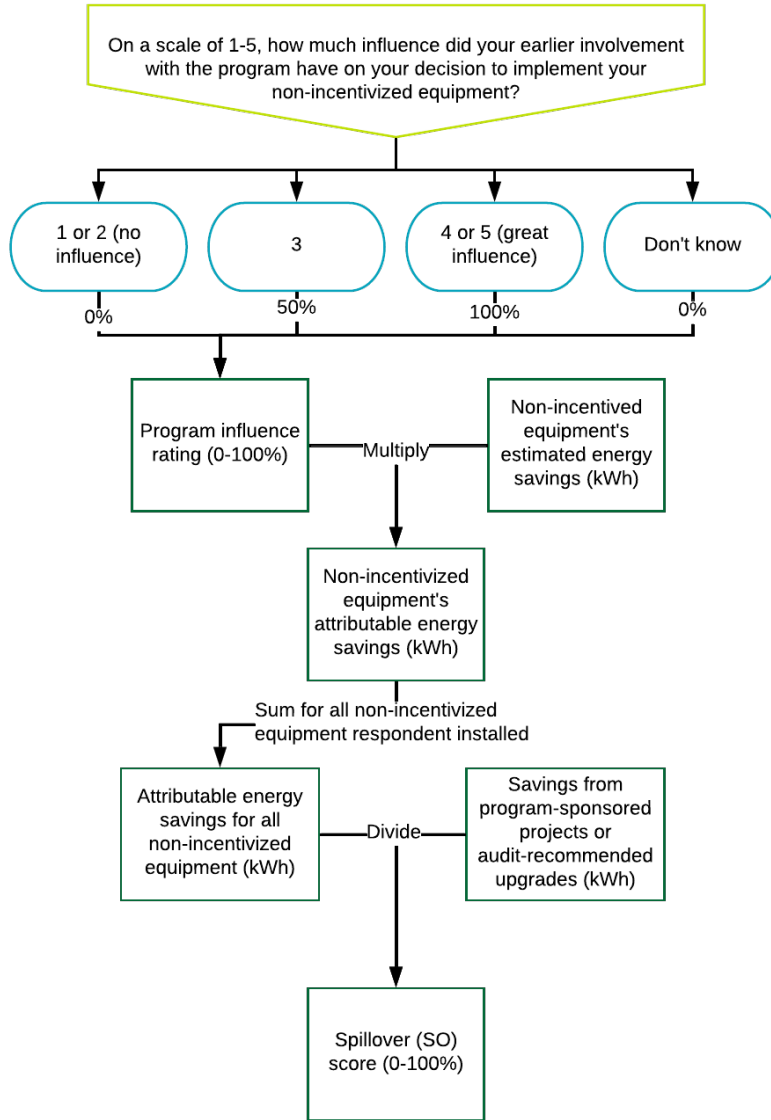 On a scale of 1-5, how much influence did your earlier involvement
with the program have on your decision to implement your
non-incentivized equipment?
1 or 2 (no
influence)
3
4 or 5 (great
influence)
Don't know
0%
50%
100%
0%
Program influence
rating (0-100%)
Multiply
Non-incentived
equipment's
estimated energy
savings (kWh)
Non-incentivized
equipment's
attributable energy
savings (kWh)
Sum for all non-incentivized
equipment respondent installed
Attributable energy
savings for all
non-incentivized
equipment (kWh)
Divide
Savings from
program-sponsored
projects or
audit-recommended
upgrades (kWh)
Spillover (SO)
score (0-100%)